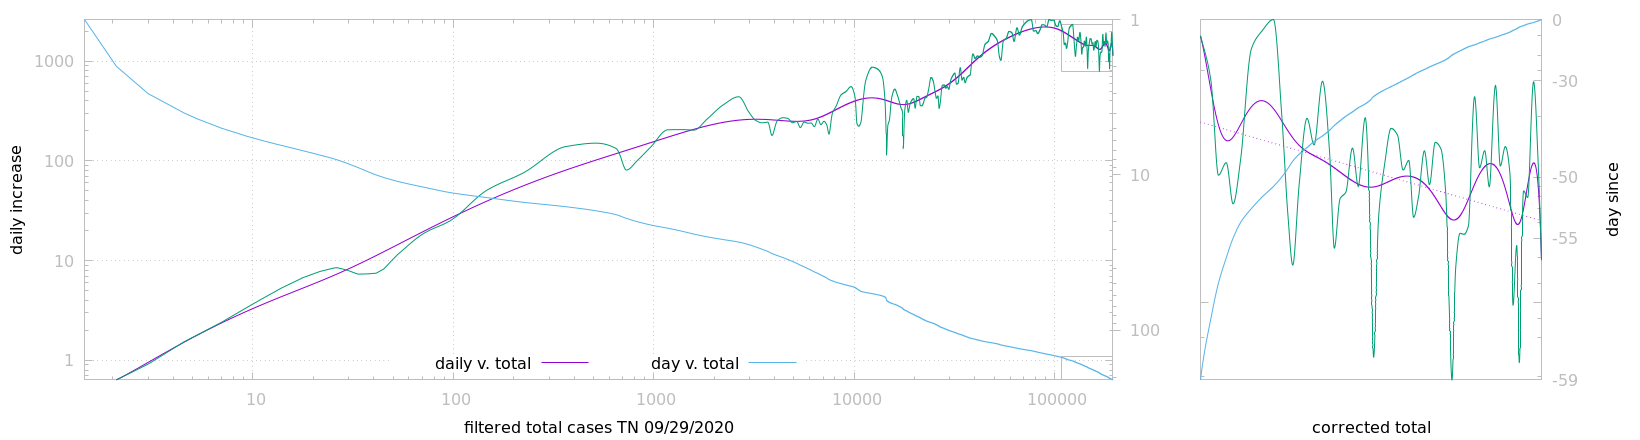 daily increase
1000
100
10
1
daily v. total
day v. total
10
100
1000
10000
100000
filtered total cases TN 09/29/2020
1
10
100
0
-30
-50
-55
-59
day since
corrected total